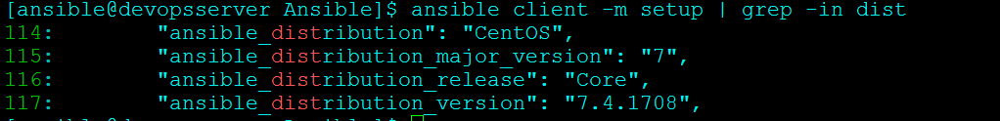 [ansible@devopsserver Ansible]$ ansible client -m setup | grep -in dist
114:        "ansible_distribution": "CentOS",
115:        "ansible_distribution_major_version": "7",
116:        "ansible_distribution_release": "Core",
117:        "ansible_distribution_version": "7.4.1708",